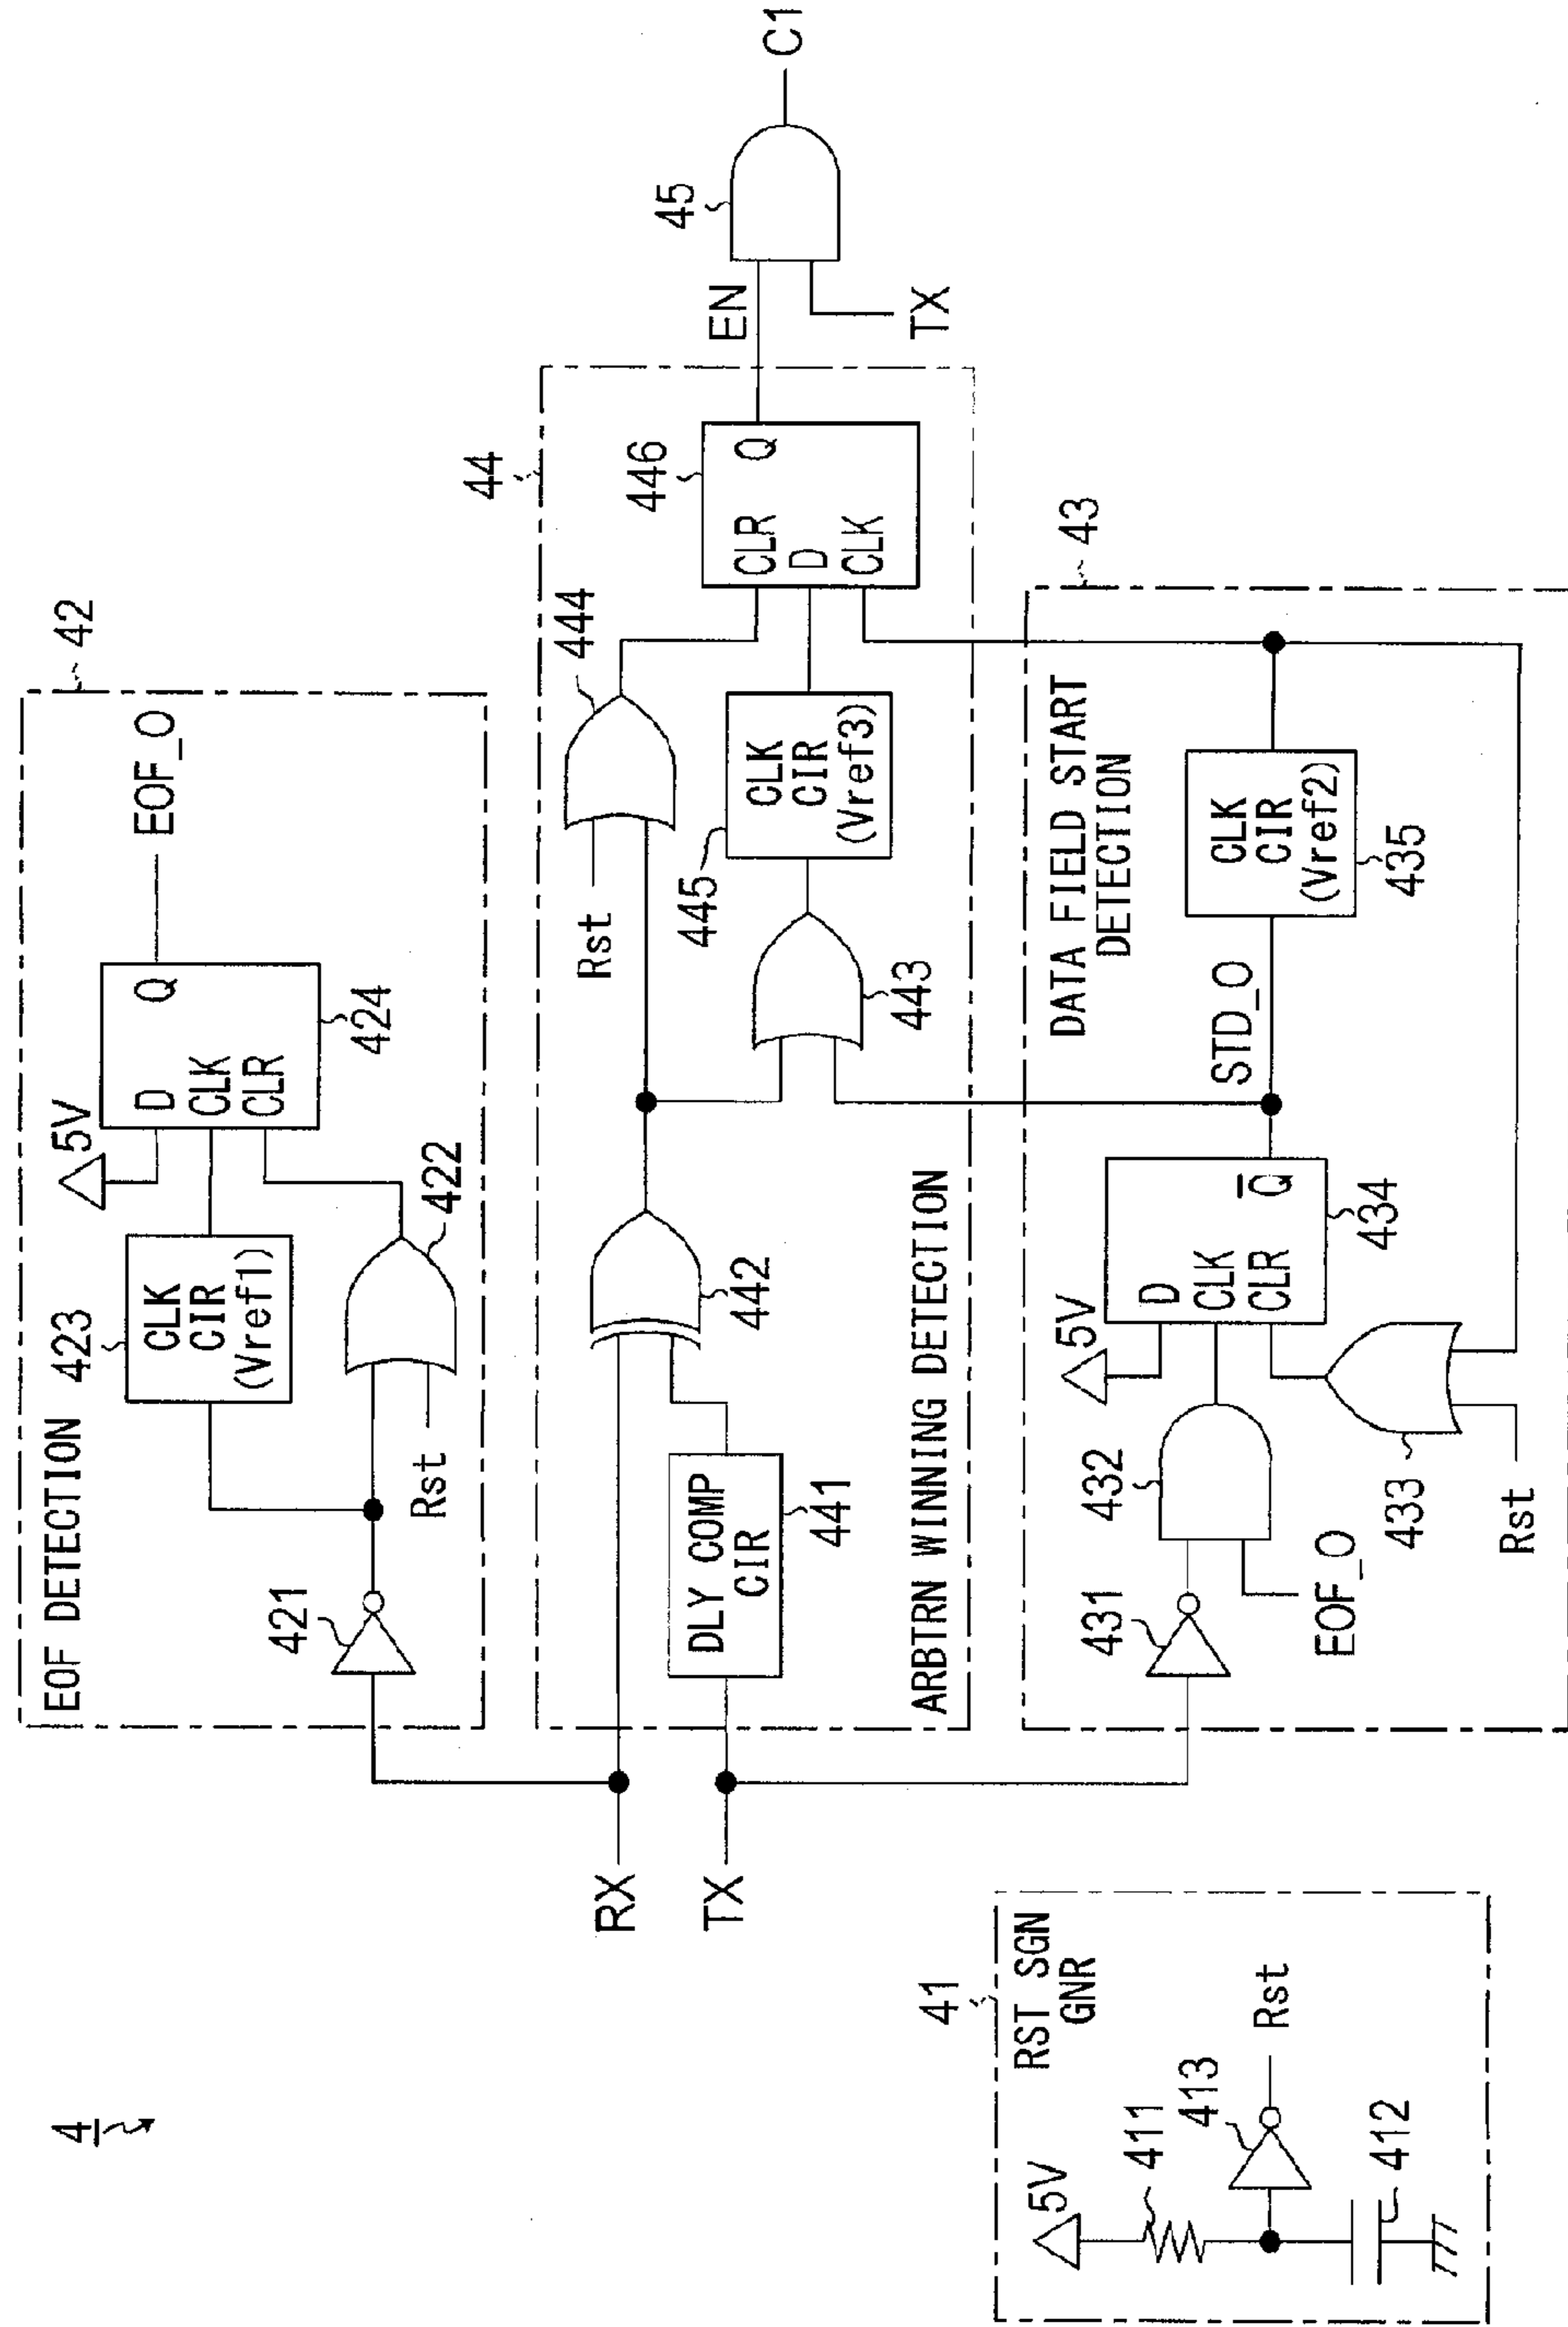 4
42
EOF DETECTION
423
CLK
CIR
(Vref1)
5V
D
Q
CLK
CLR
424
EOF_O
421
422
Rst
44
RX
TX
DLY COMP
CIR
441
442
443
444
Rst
445
CLK
CIR
(Vref3)
446
CLR
Q
D
CLK
EN
TX
45
C1
ARBTRN WINNING DETECTION
43
DATA FIELD START
DETECTION
431
432
EOF_O
433
Rst
5V
D
CLK
CLR
Q
434
STD_O
CLK
CIR
(Vref2)
435
41
RST SGN
GNR
5V
411
413
412
Rst